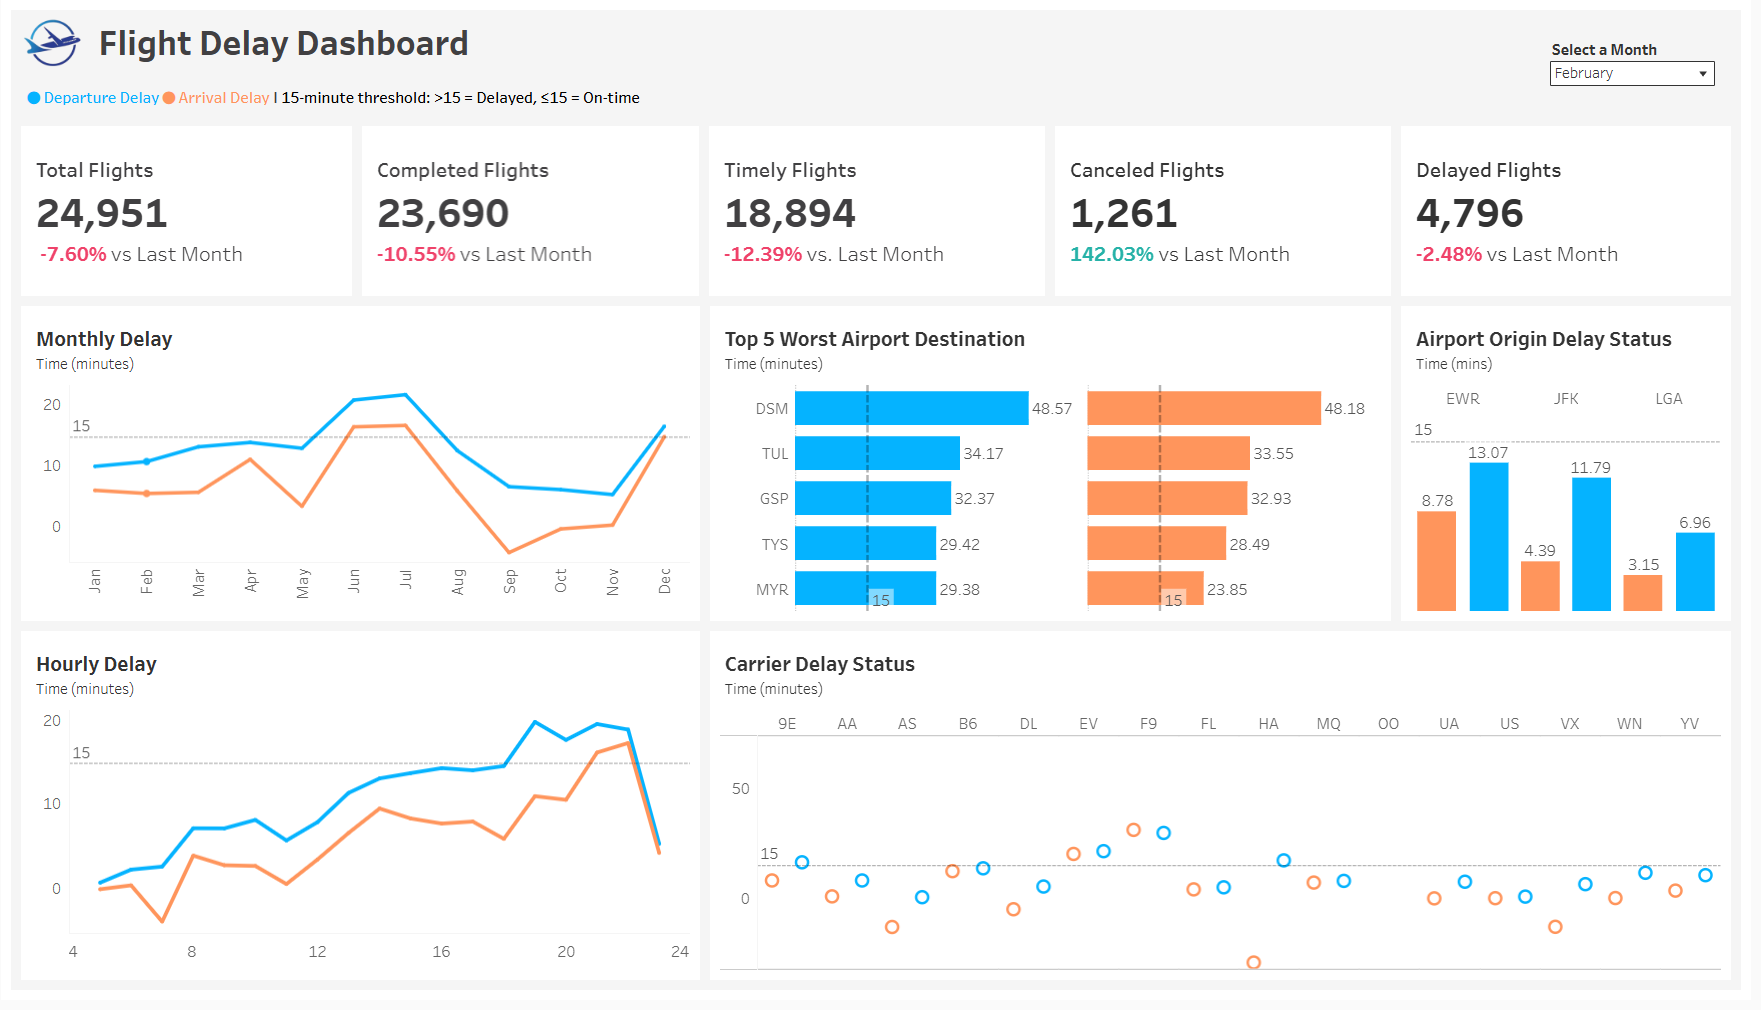 Flight Delay Dashboard
Select a Month
February
Departure Delay Arrival Delay I 15-minute threshold: >15 = Delayed, ≤15 = On-time
Total Flights
24,951
-7.60% vs Last Month
Completed Flights
23,690
-10.55% vs Last Month
Timely Flights
18,894
-12.39% vs. Last Month
Canceled Flights
1,261
142.03% vs Last Month
Delayed Flights
4,796
-2.48% vs Last Month
Monthly Delay
Time (minutes)
20
15
10
0
Jan Feb Mar Apr May Jun Jul Aug Sep Oct Nov Dec
Top 5 Worst Airport Destination
Time (minutes)
DSM 48.57 48.18
TUL 34.17 33.55
GSP 32.37 32.93
TYS 29.42 28.49
MYR 29.38 23.85
15 15
Airport Origin Delay Status
Time (mins)
EWR JFK LGA
15
8.78 13.07 4.39 11.79 3.15 6.96
Hourly Delay
Time (minutes)
20
15
10
0
4 8 12 16 20 24
Carrier Delay Status
Time (minutes)
9E AA AS B6 DL EV F9 FL HA MQ OO UA US VX WN YV
50
15
0